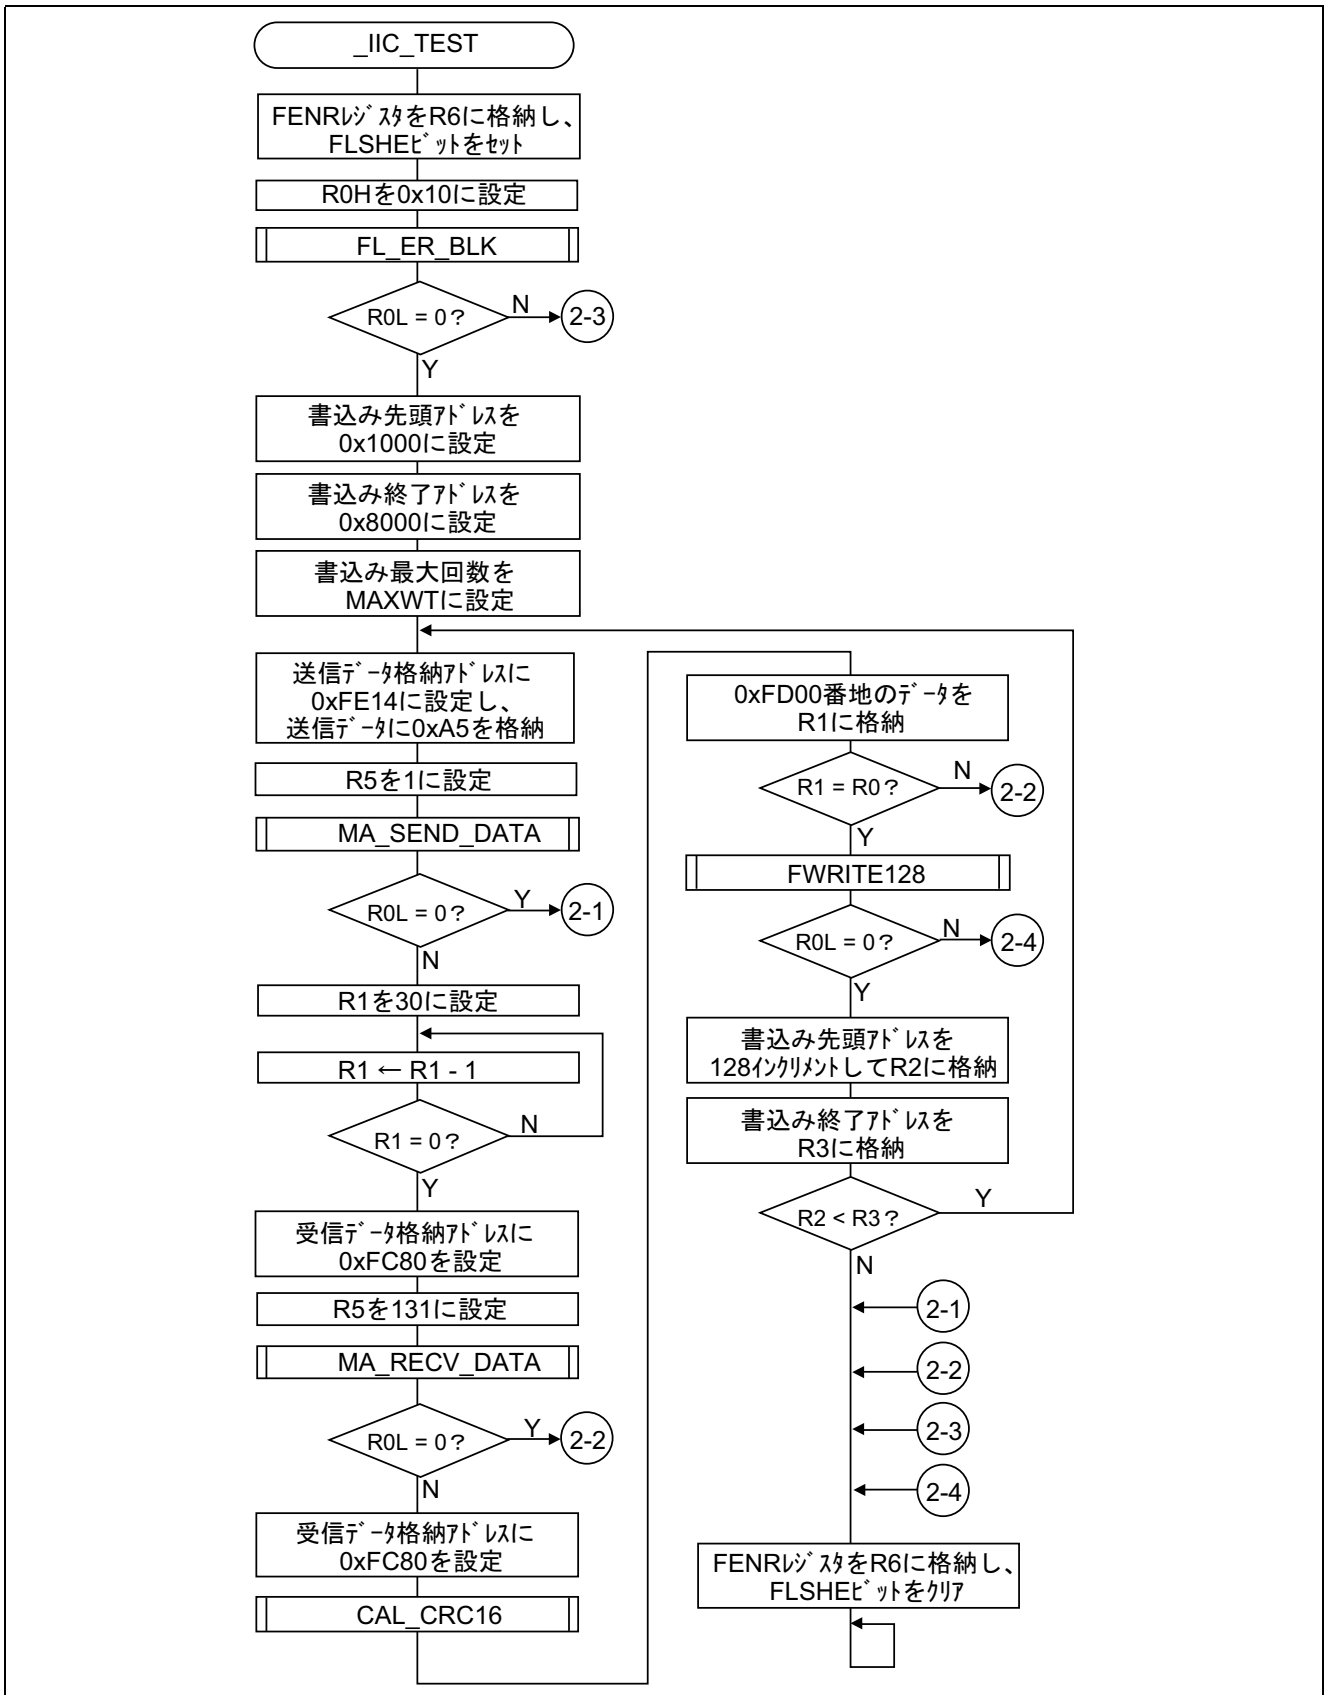 _IIC_TEST
FENRﾚｼﾞｽﾀをR6に格納し、
FLSHEﾋﾞｯﾄをｾｯﾄ
R0Hを0x10に設定
FL_ER_BLK
R0L = 0？
N
2-3
Y
書込み先頭ｱﾄﾞﾚｽを
0x1000に設定
書込み終了ｱﾄﾞﾚｽを
0x8000に設定
書込み最大回数を
MAXWTに設定
送信ﾃﾞｰﾀ格納ｱﾄﾞﾚｽに
0xFE14に設定し、
送信ﾃﾞｰﾀに0xA5を格納
R5を1に設定
MA_SEND_DATA
R0L = 0？
Y
2-1
N
R1を30に設定
R1 ← R1 - 1
R1 = 0？
N
Y
受信ﾃﾞｰﾀ格納ｱﾄﾞﾚｽに
0xFC80を設定
R5を131に設定
MA_RECV_DATA
R0L = 0？
Y
2-2
N
受信ﾃﾞｰﾀ格納ｱﾄﾞﾚｽに
0xFC80を設定
CAL_CRC16
0xFD00番地のﾃﾞｰﾀを
R1に格納
R1 = R0？
N
2-2
Y
FWRITE128
R0L = 0？
N
2-4
Y
書込み先頭ｱﾄﾞﾚｽを
128ｲﾝｸﾘﾒﾝﾄしてR2に格納
書込み終了ｱﾄﾞﾚｽを
R3に格納
R2 < R3？
Y
N
2-1
2-2
2-3
2-4
FENRﾚｼﾞｽﾀをR6に格納し、
FLSHEﾋﾞｯﾄをｸﾘｱ